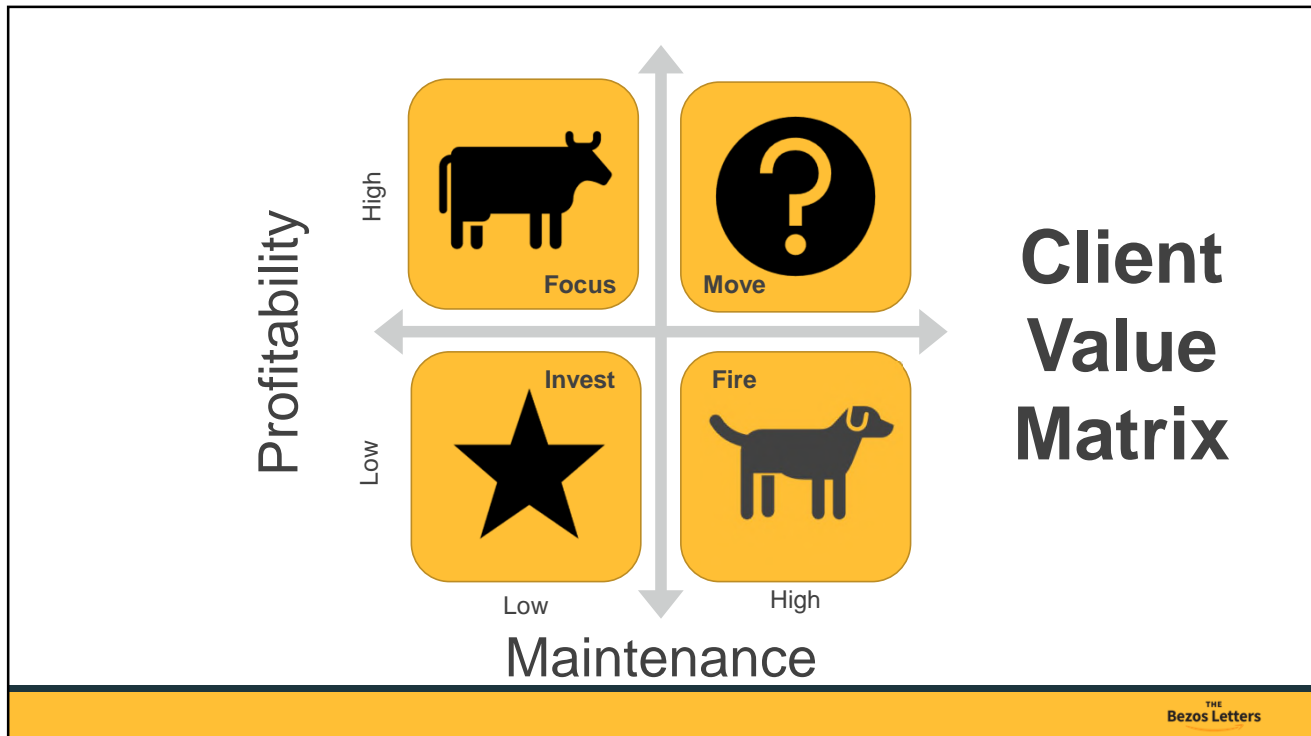 High
Focus
Move
Profitability
Client
Value
Matrix
Invest
Fire
Low
Low
High
Maintenance
THE
Bezos Letters